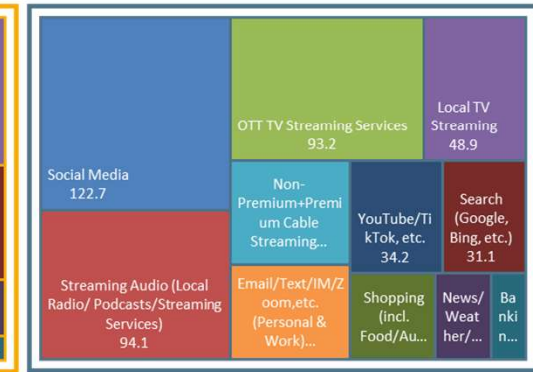 Social Media
122.7
Streaming Audio (Local
Radio/ Podcasts/Streaming
Services)
94.1
OTT TV Streaming Services
93.2
Local TV
Streaming
48.9
Non-
Premium+Premi
um Cable
Streaming...
Email/Text/IM/Z
oom,etc.
(Personal &
Work)...
YouTube/Ti
kTok, etc.
34.2
Search
(Google,
Bing, etc.)
31.1
Shopping
(incl.
Food/Au...
News/
Weat
her/...
Ba
nki
n...